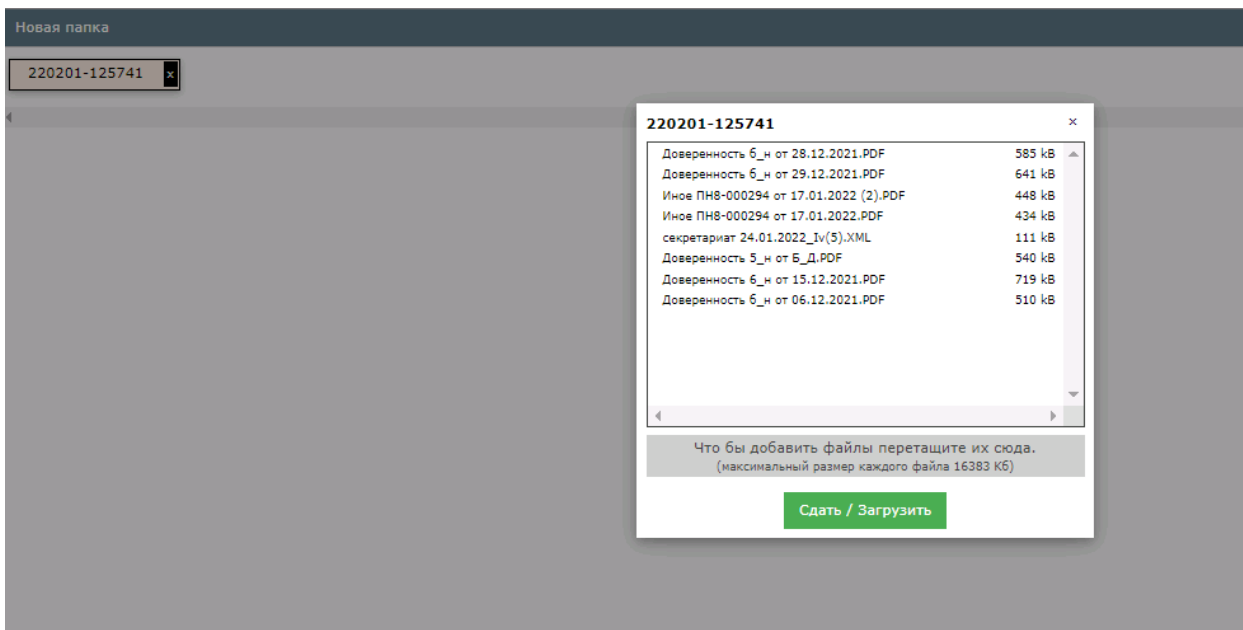 Новая папка
220201-125741 x
220201-125741 ×
Доверенность б_н от 28.12.2021.PDF 585 kB
Доверенность б_н от 29.12.2021.PDF 641 kB
Иное ПН8-000294 от 17.01.2022 (2).PDF 448 kB
Иное ПН8-000294 от 17.01.2022.PDF 434 kB
секретариат 24.01.2022_Iv(5).XML 111 kB
Доверенность 5_н от Б_Д.PDF 540 kB
Доверенность 6_н от 15.12.2021.PDF 719 kB
Доверенность б_н от 06.12.2021.PDF 510 kB
Что бы добавить файлы перетащите их сюда.
(максимальный размер каждого файла 16383 Кб)
Сдать / Загрузить